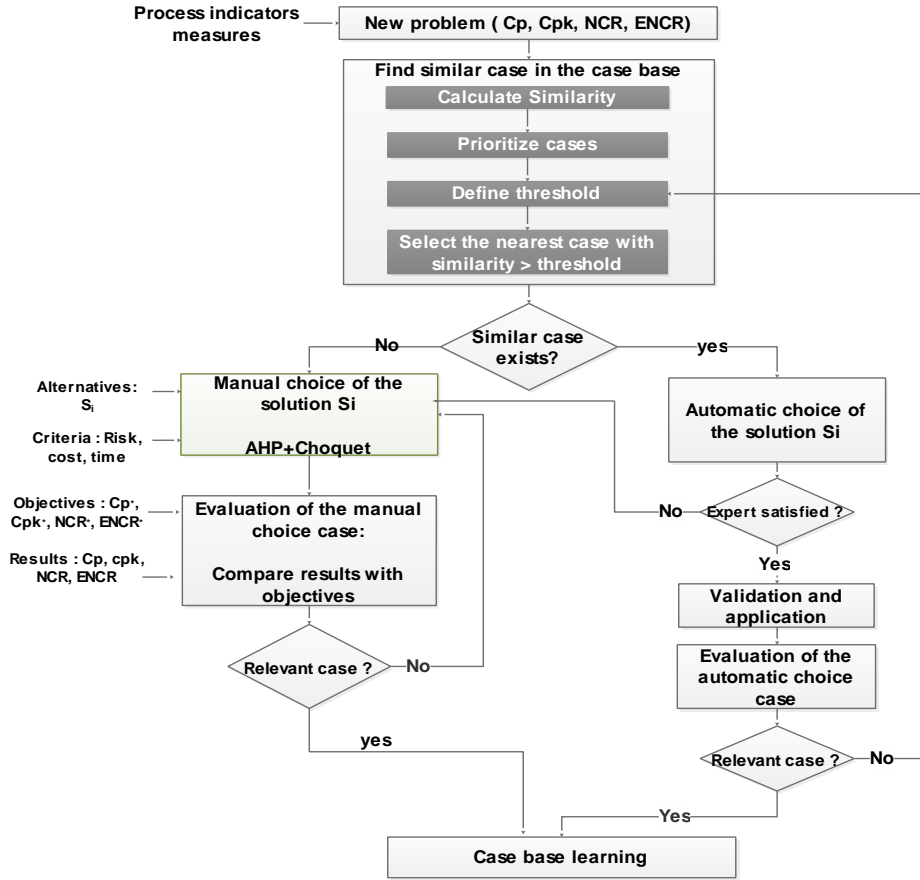 Process indicators
measures
New problem ( Cp, Cpk, NCR, ENCR)
Find similar case in the case base
Calculate Similarity
Prioritize cases
Define threshold
Select the nearest case with
similarity > threshold
Similar case
exists?
No
yes
Alternatives:
Si
Criteria : Risk,
cost, time
Manual choice of the
solution Si
AHP+Choquet
Automatic choice of
the solution Si
Objectives : Cp*,
Cpk*, NCR*, ENCR*
Results : Cp, cpk,
NCR, ENCR
Evaluation of the manual
choice case:
Compare results with
objectives
No
Expert satisfied ?
Yes
Validation and
application
Evaluation of the
automatic choice
case
Relevant case ?
No
yes
Relevant case ?
No
Yes
Case base learning